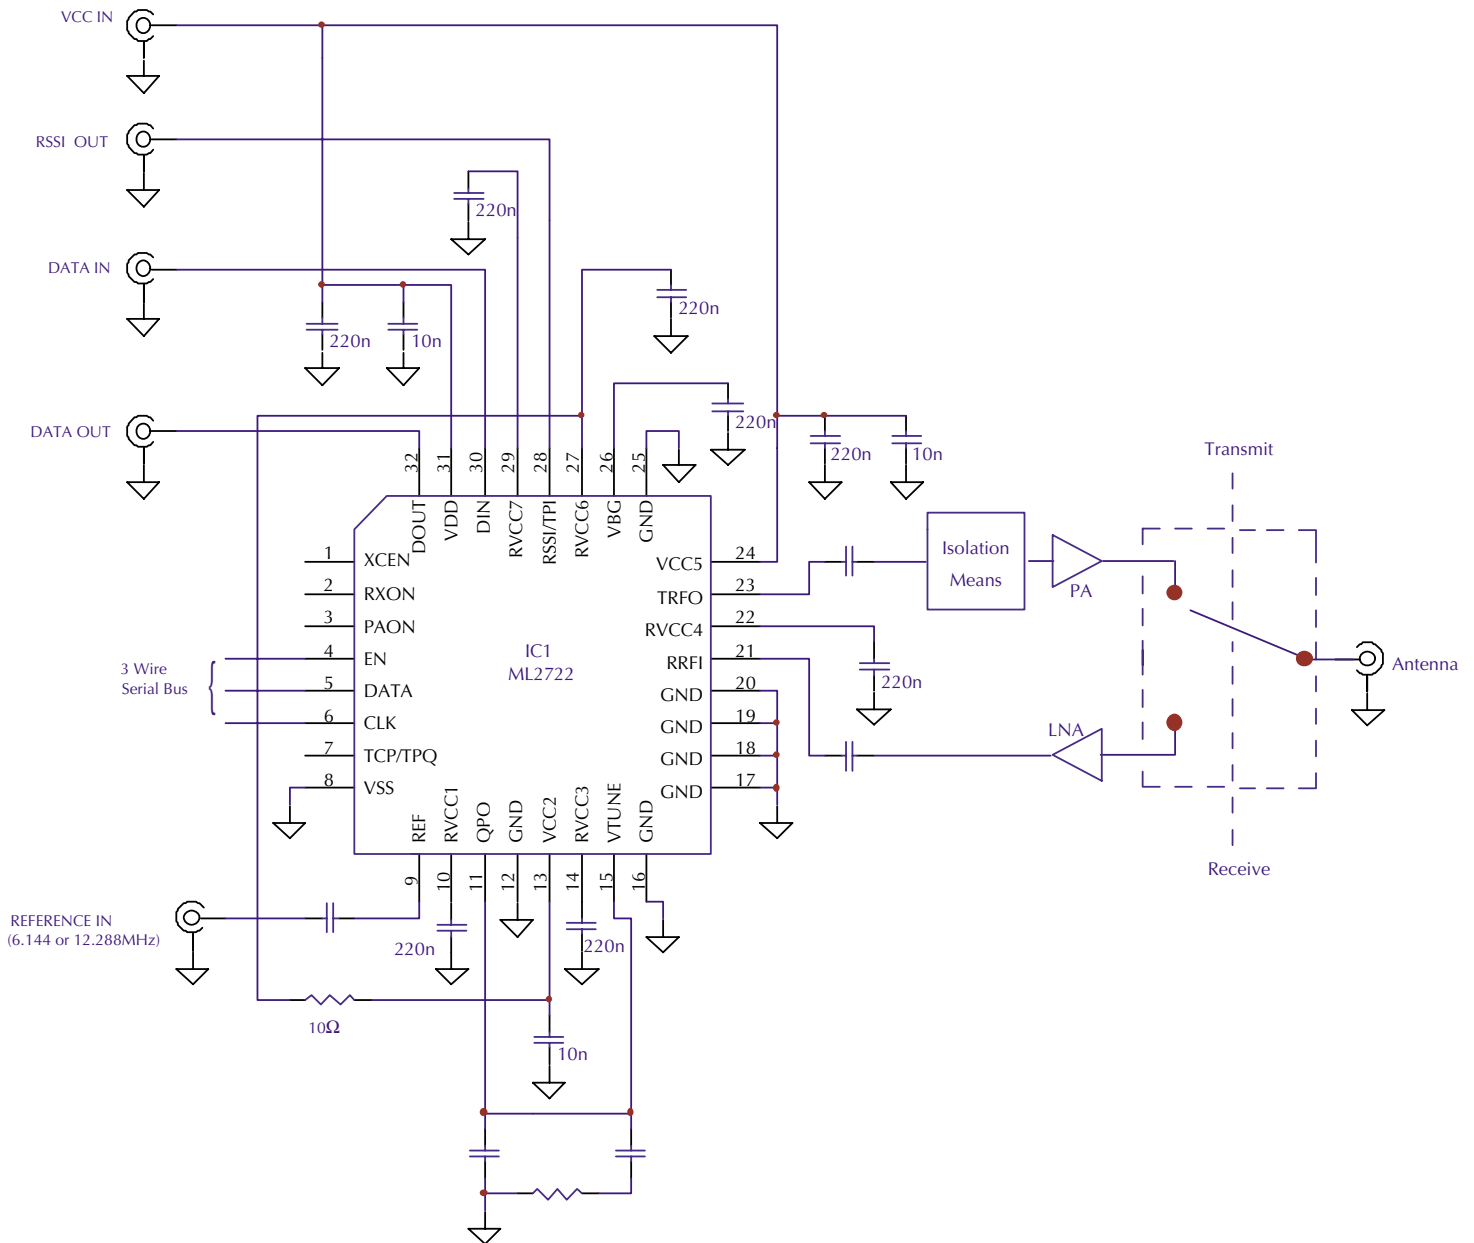 VCC IN
RSSI OUT
220n
DATA IN
220n
220n
10n
220n
DATA OUT
220n
10n
Transmit
32
31
30
29
28
27
26
25
DOUT
VDD
DIN
RVCC7
RSSI/TPI
RVCC6
VBG
GND
1
XCEN
2
RXON
3
PAON
4
EN
5
DATA
6
CLK
7
TCP/TPQ
8
VSS
3 Wire
Serial Bus
IC1
ML2722
VCC5
24
TRFO
23
RVCC4
22
RRFI
21
GND
20
GND
19
GND
18
GND
17
Isolation
Means
PA
220n
LNA
Antenna
Receive
REF
RVCC1
QPO
GND
VCC2
RVCC3
VTUNE
GND
9
10
11
12
13
14
15
16
REFERENCE IN
(6.144 or 12.288MHz)
220n
220n
10Ω
10n